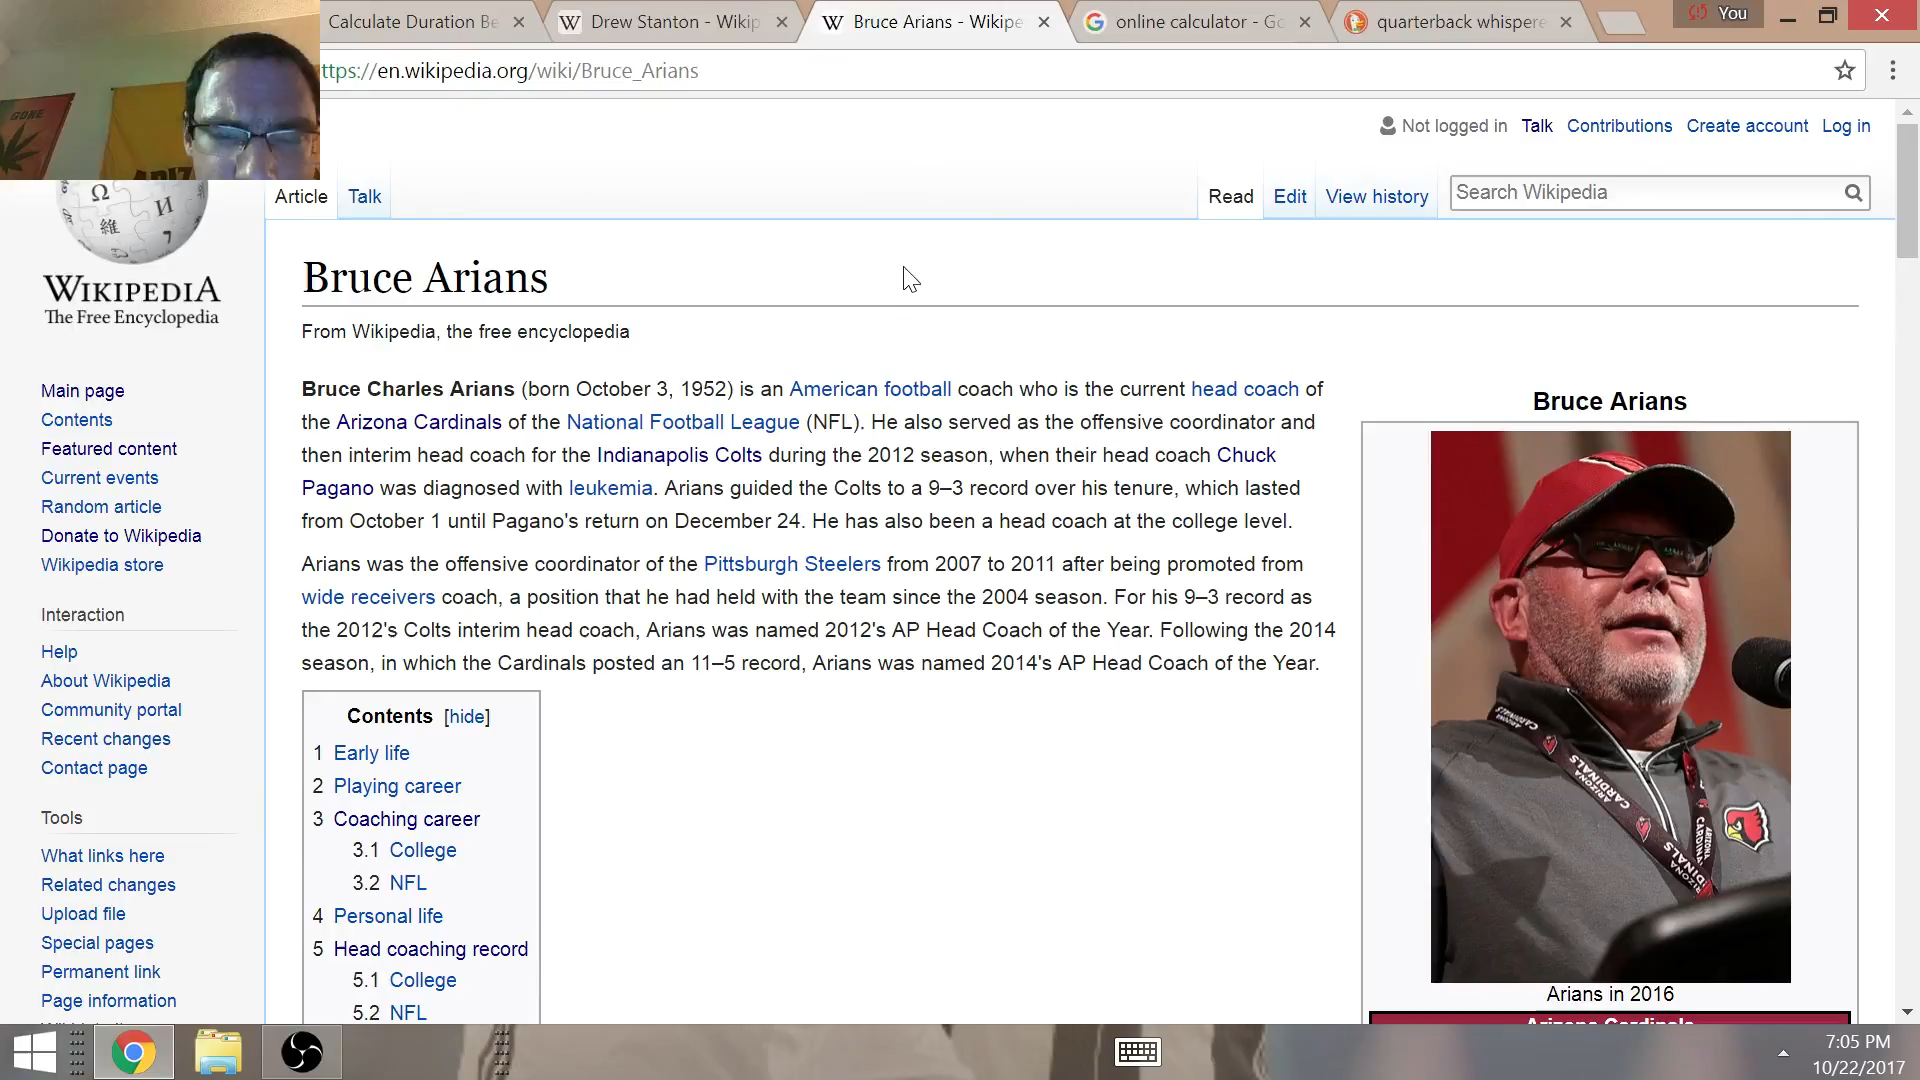 Calculate Duration Be
Drew Stanton - Wikip
Bruce Arians - Wikipe
online calculator - Go
quarterback whispere
You
ttps://en.wikipedia.org/wiki/Bruce_Arians
GONE
Not logged in Talk Contributions Create account Log in
Article Talk
Read Edit View history Search Wikipedia
WIKIPEDIA
The Free Encyclopedia
Main page
Contents
Featured content
Current events
Random article
Donate to Wikipedia
Wikipedia store
Interaction
Help
About Wikipedia
Community portal
Recent changes
Contact page
Tools
What links here
Related changes
Upload file
Special pages
Permanent link
Page information
Bruce Arians
From Wikipedia, the free encyclopedia
Bruce Charles Arians (born October 3, 1952) is an American football coach who is the current head coach of
the Arizona Cardinals of the National Football League (NFL). He also served as the offensive coordinator and
then interim head coach for the Indianapolis Colts during the 2012 season, when their head coach Chuck
Pagano was diagnosed with leukemia. Arians guided the Colts to a 9–3 record over his tenure, which lasted
from October 1 until Pagano's return on December 24. He has also been a head coach at the college level.
Arians was the offensive coordinator of the Pittsburgh Steelers from 2007 to 2011 after being promoted from
wide receivers coach, a position that he had held with the team since the 2004 season. For his 9–3 record as
the 2012's Colts interim head coach, Arians was named 2012's AP Head Coach of the Year. Following the 2014
season, in which the Cardinals posted an 11–5 record, Arians was named 2014's AP Head Coach of the Year.
Contents [hide]
1 Early life
2 Playing career
3 Coaching career
3.1 College
3.2 NFL
4 Personal life
5 Head coaching record
5.1 College
5.2 NFL
Bruce Arians
CARDINALS
ARIZONA
CARDINALS
Arians in 2016
Arizona Cardinals
7:05 PM
10/22/2017